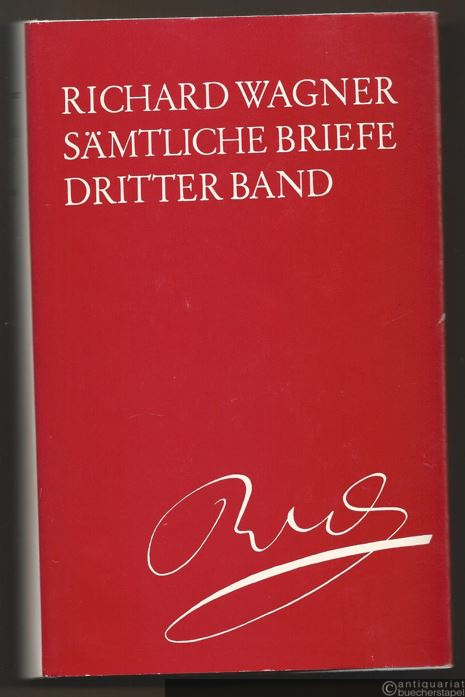 RICHARD WAGNER
SÄMTLICHE BRIEFE
DRITTER BAND
antiquariat
buecherstapel